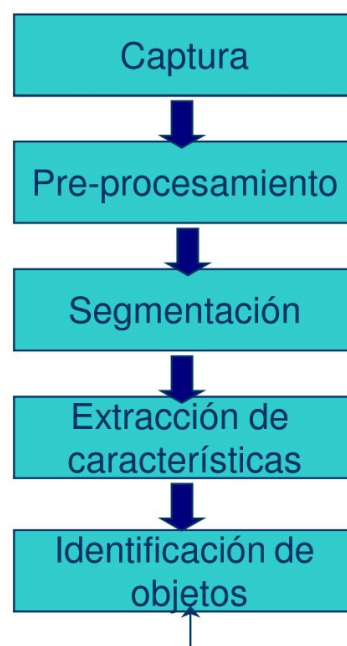 Captura
Pre-procesamiento
Segmentación
Extracción de
características
Identificación de
objetos